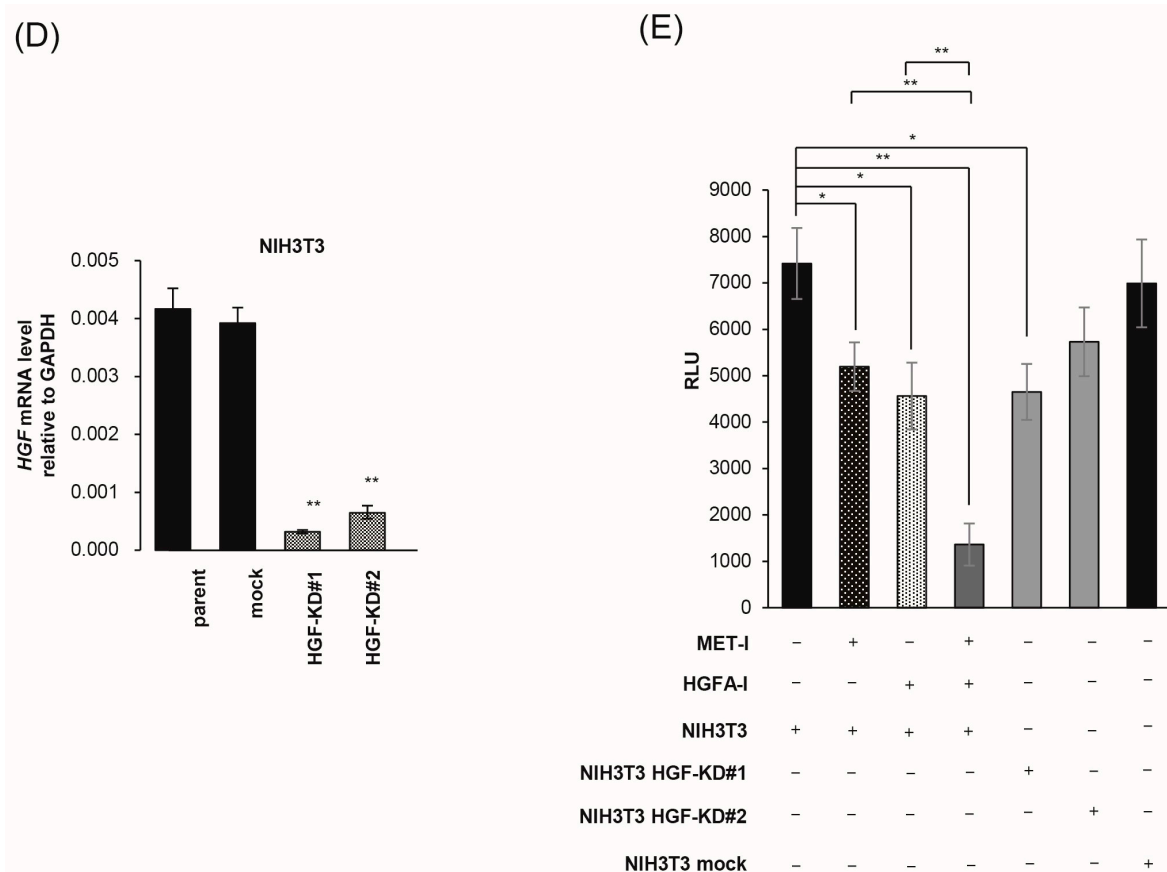 (D)
NIH3T3
HGF mRNA level
relative to GAPDH
0.005
0.004
0.003
0.002
0.001
0.000
**
**
parent
mock
HGF-KD#1
HGF-KD#2
(E)
**
**
*
**
*
*
RLU
9000
8000
7000
6000
5000
4000
3000
2000
1000
0
MET-I – + – + – – –
HGFA-I – – + + – – –
NIH3T3 + + + + – – –
NIH3T3 HGF-KD#1 – – – – + – –
NIH3T3 HGF-KD#2 – – – – – + –
NIH3T3 mock – – – – – – +